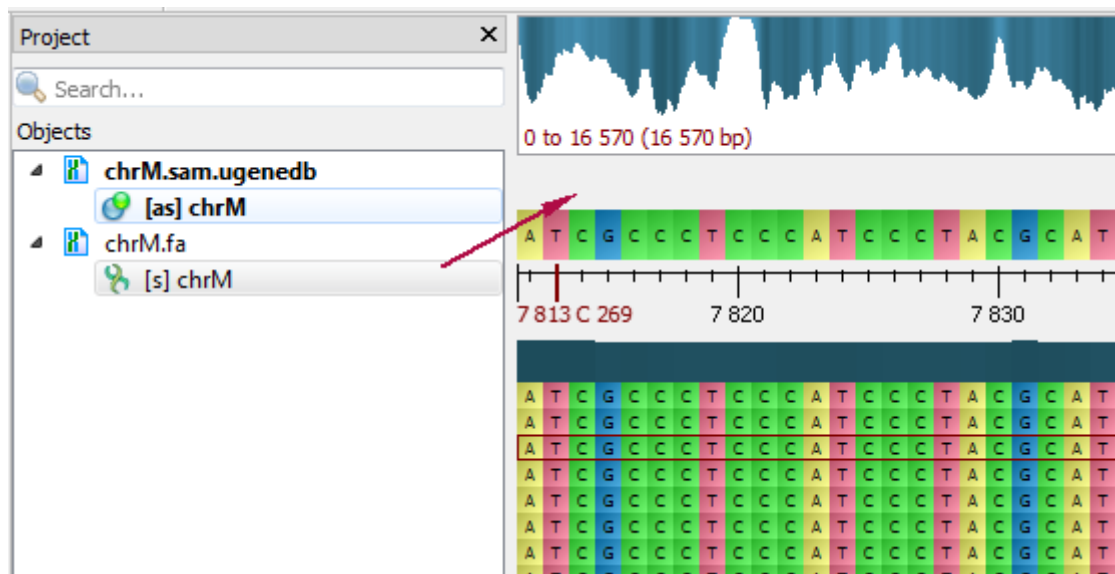 Project
Search...
Objects
chrM.sam.ugenedb
[as] chrM
chrM.fa
[s] chrM
0 to 16 570 (16 570 bp)
A T C G C C C T C C C A T C C C T A C G C A T
7 813 C 269 7 820 7 830
A T C G C C C T C C C A T C C C T A C G C A T
A T C G C C C T C C C A T C C C T A C G C A T
A T C G C C C T C C C A T C C C T A C G C A T
A T C G C C C T C C C A T C C C T A C G C A T
A T C G C C C T C C C A T C C C T A C G C A T
A T C G C C C T C C C A T C C C T A C G C A T
A T C G C C C T C C C A T C C C T A C G C A T